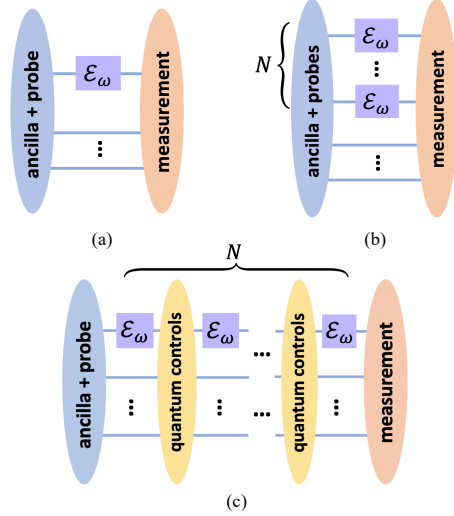 ancilla + probe
ℰω
...
measurement
(a)
N
ancilla + probes
ℰω
...
ℰω
...
measurement
(b)
N
ancilla + probe
ℰω
...
quantum controls
ℰω
...
...
...
quantum controls
ℰω
...
measurement
(c)